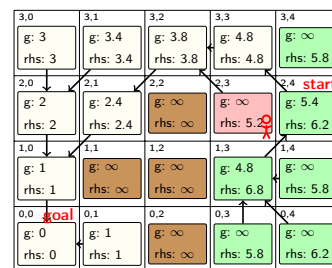 3,0 3,1 3,2 3,3 3,4
g: 3 g: 3.4 g: 3.8 g: 4.8 g: ∞
rhs: 3 rhs: 3.4 rhs: 3.8 rhs: 4.8 rhs: 5.8
2,0 2,1 2,2 2,3 2,4 start
g: 2 g: 2.4 g: ∞ g: ∞ g: 5.4
rhs: 2 rhs: 2.4 rhs: ∞ rhs: 5.2 rhs: 6.2
1,0 1,1 1,2 1,3 1,4
g: 1 g: ∞ g: ∞ g: 4.8 g: ∞
rhs: 1 rhs: ∞ rhs: ∞ rhs: 6.8 rhs: 5.8
0,0 goal 0,1 0,2 0,3 0,4
g: 0 g: 1 g: ∞ g: ∞ g: ∞
rhs: 0 rhs: 1 rhs: ∞ rhs: 5.8 rhs: 6.2